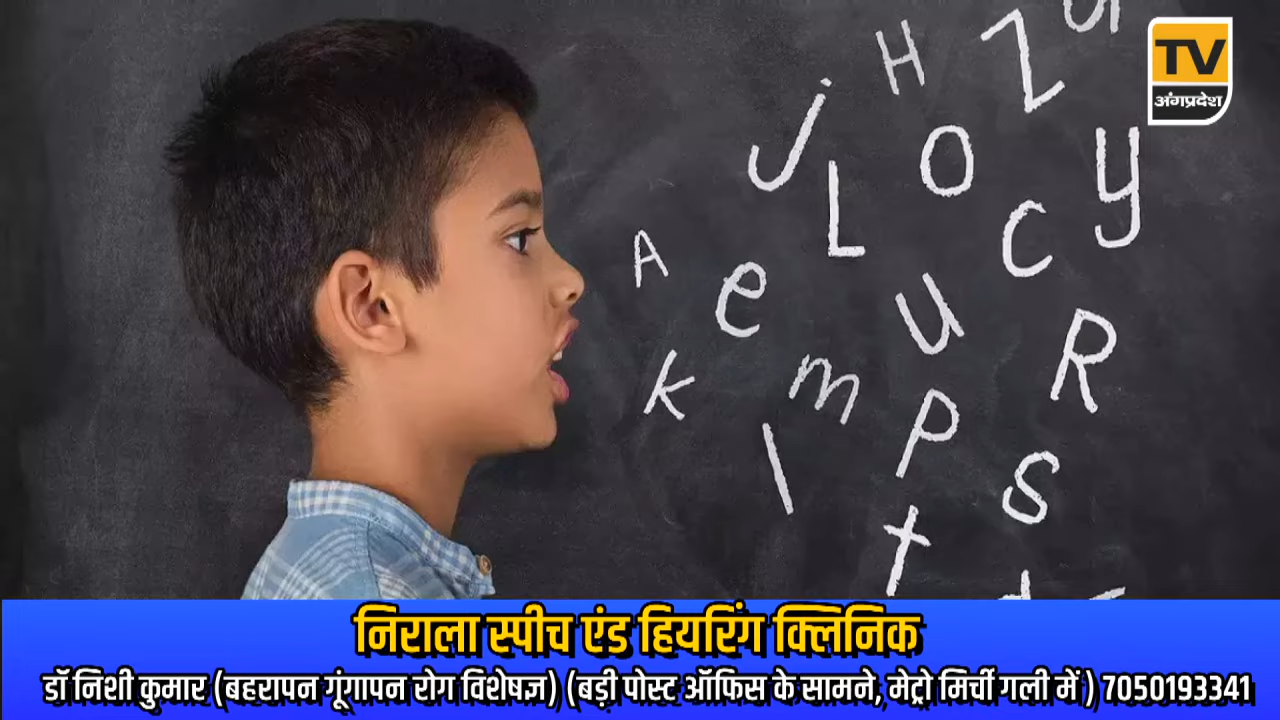 H Z
TV
अंगप्रदेश
J L O y
A e C
K m U R
l P S
t
निराला स्पीच एंड हियरिंग क्लिनिक
डॉ निशी कुमार (बहरापन गूंगापन रोग विशेषज्ञ) (बड़ी पोस्ट ऑफिस के सामने, मेट्रो मिर्ची गली में ) 7050193341